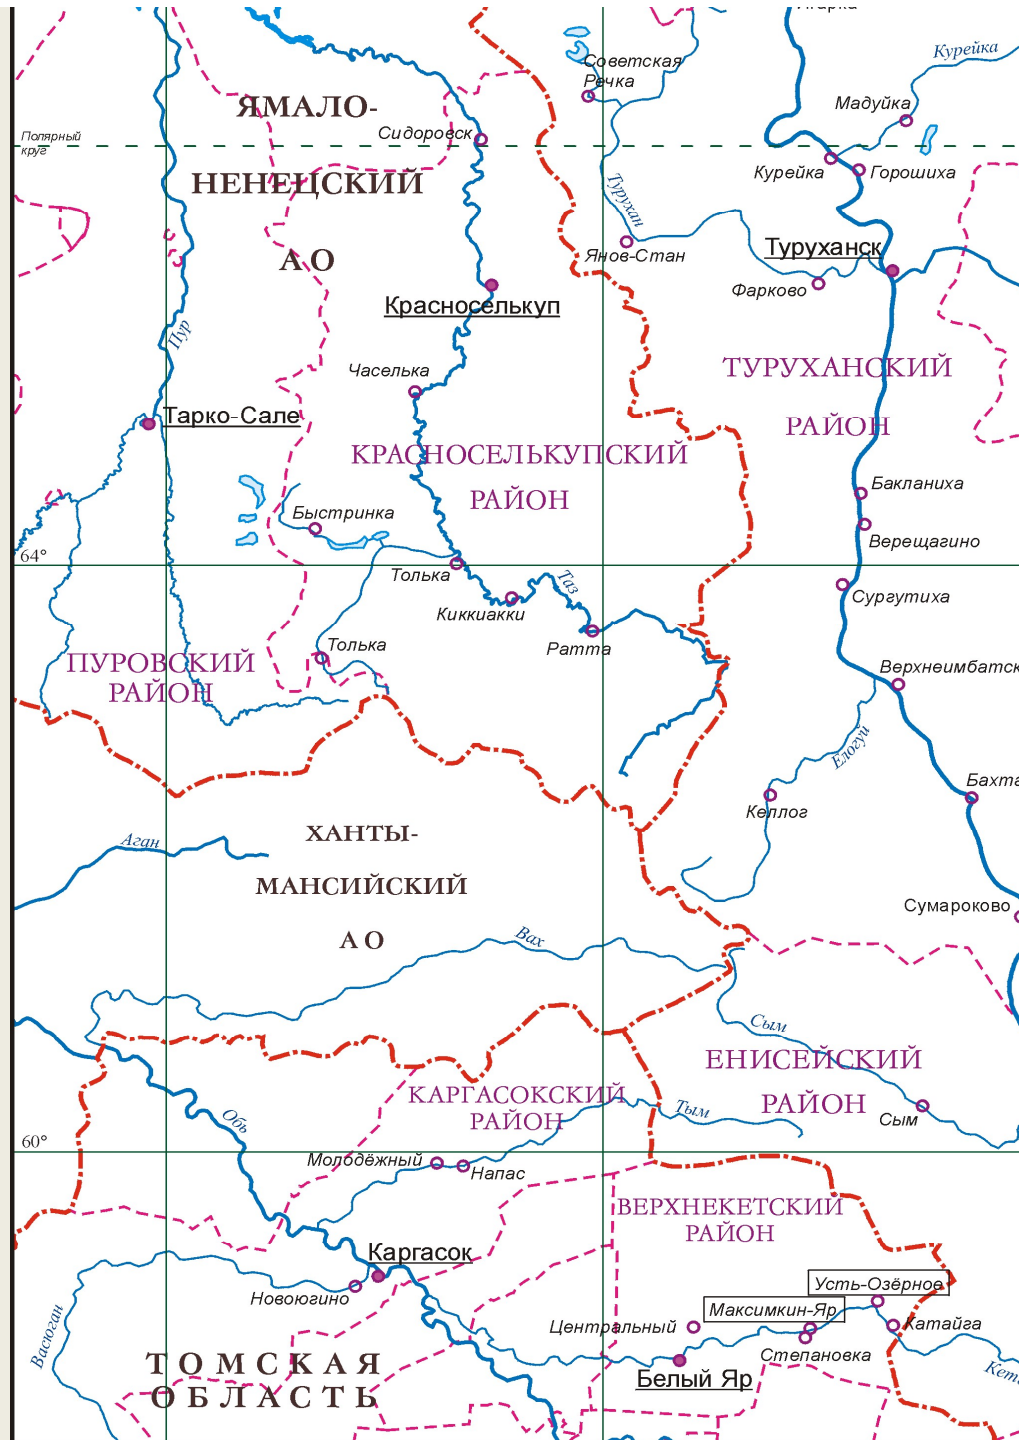 Игарка
Советская
Речка
Курейка
Мадуйка
ЯМАЛО-
Сидоровск
Полярный
круг
Курейка
Горошиха
НЕНЕЦСКИЙ
Турухан
Янов-Стан
Туруханск
АО
Фарково
Красноселькуп
Пур
Часелька
ТУРУХАНСКИЙ
РАЙОН
Тарко-Сале
КРАСНОСЕЛЬКУПСКИЙ
РАЙОН
Бакланиха
Быстринка
Верещагино
64°
Толька
Таз
Киккиакки
Сургутиха
Ратта
Толька
ПУРОВСКИЙ
РАЙОН
Верхнеимбатск
Елогуй
Бахта
Келлог
ХАНТЫ-
МАНСИЙСКИЙ
АО
Аган
Сумароково
Вах
Сым
ЕНИСЕЙСКИЙ
РАЙОН
Сым
КАРГАСОКСКИЙ
РАЙОН
Тым
Обь
60°
Молодёжный
Напас
ВЕРХНЕКЕТСКИЙ
РАЙОН
Каргасок
Новоюгино
Усть-Озёрное
Максимкин-Яр
Центральный
Катайга
Степановка
Васюган
ТОМСКАЯ
ОБЛАСТЬ
Белый Яр
Кеть